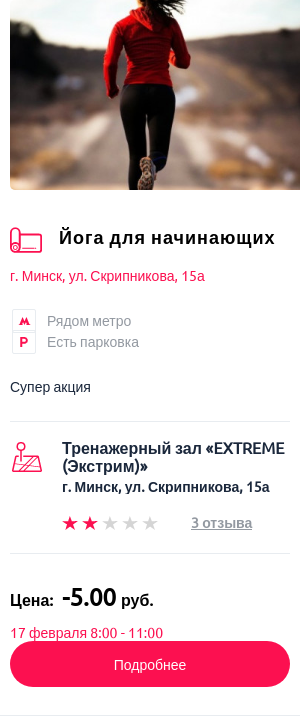 Йога для начинающих
г. Минск, ул. Скрипникова, 15а
М Рядом метро
P Есть парковка
Супер акция
Тренажерный зал «EXTREME
(Экстрим)»
г. Минск, ул. Скрипникова, 15а
3 отзыва
Цена: -5.00 руб.
17 февраля 8:00 - 11:00
Подробнее